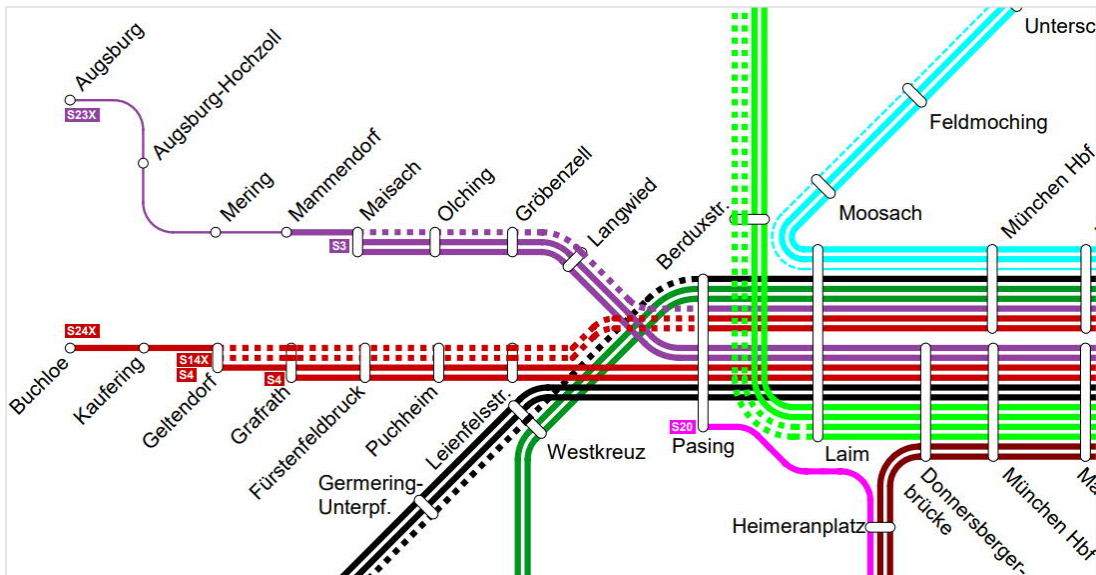 Augsburg
S23X
Augsburg-Hochzoll
Mering
Mammendorf
Maisach
S3
Olching
Gröbenzell
Langwied
Berduxstr.
Untersc
Feldmoching
Moosach
München Hbf
S24X
Buchloe
Kaufering
S14X
S4
Geltendorf
S4
Grafrath
Fürstenfeldbruck
Puchheim
Leienfelsstr.
Germering-
Unterpf.
Westkreuz
S20
Pasing
Laim
Heimeranplatz
Donnersberger-
brücke
München Hbf
Ma